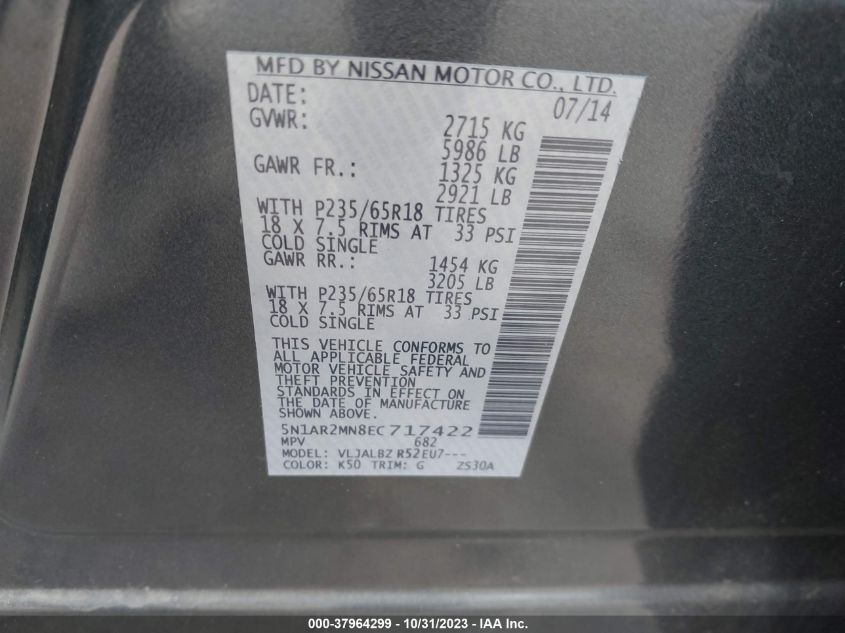 MFD BY NISSAN MOTOR CO., LTD.
DATE: 07/14
GVWR: 2715 KG
5986 LB
GAWR FR.: 1325 KG
2921 LB
WITH P235/65R18 TIRES
18 X 7.5 RIMS AT 33 PSI
COLD SINGLE
GAWR RR.: 1454 KG
3205 LB
WITH P235/65R18 TIRES
18 X 7.5 RIMS AT 33 PSI
COLD SINGLE
THIS VEHICLE CONFORMS TO
ALL APPLICABLE FEDERAL
MOTOR VEHICLE SAFETY AND
THEFT PREVENTION
STANDARDS IN EFFECT ON
THE DATE OF MANUFACTURE
SHOWN ABOVE.
5N1AR2MN8EC717422
MPV 682
MODEL: VLJALBZ R52EU7---
COLOR: K50 TRIM: G ZS30A
000-37964299 - 10/31/2023 - IAA Inc.